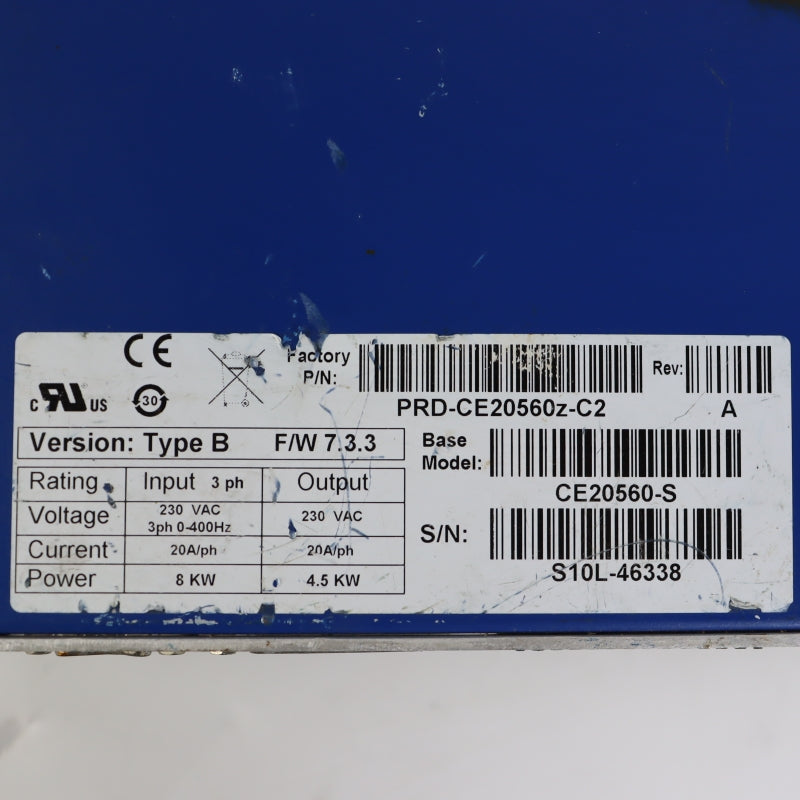 CE
c RU US
30
Factory
P/N:
PRD-CE20560z-C2
Rev:
A
Version: Type B F/W 7.3.3
Base
Model:
CE20560-S
S/N:
S10L-46338
Rating Input 3 ph Output
Voltage 230 VAC 3ph 0-400Hz 230 VAC
Current 20A/ph 20A/ph
Power 8 KW 4.5 KW